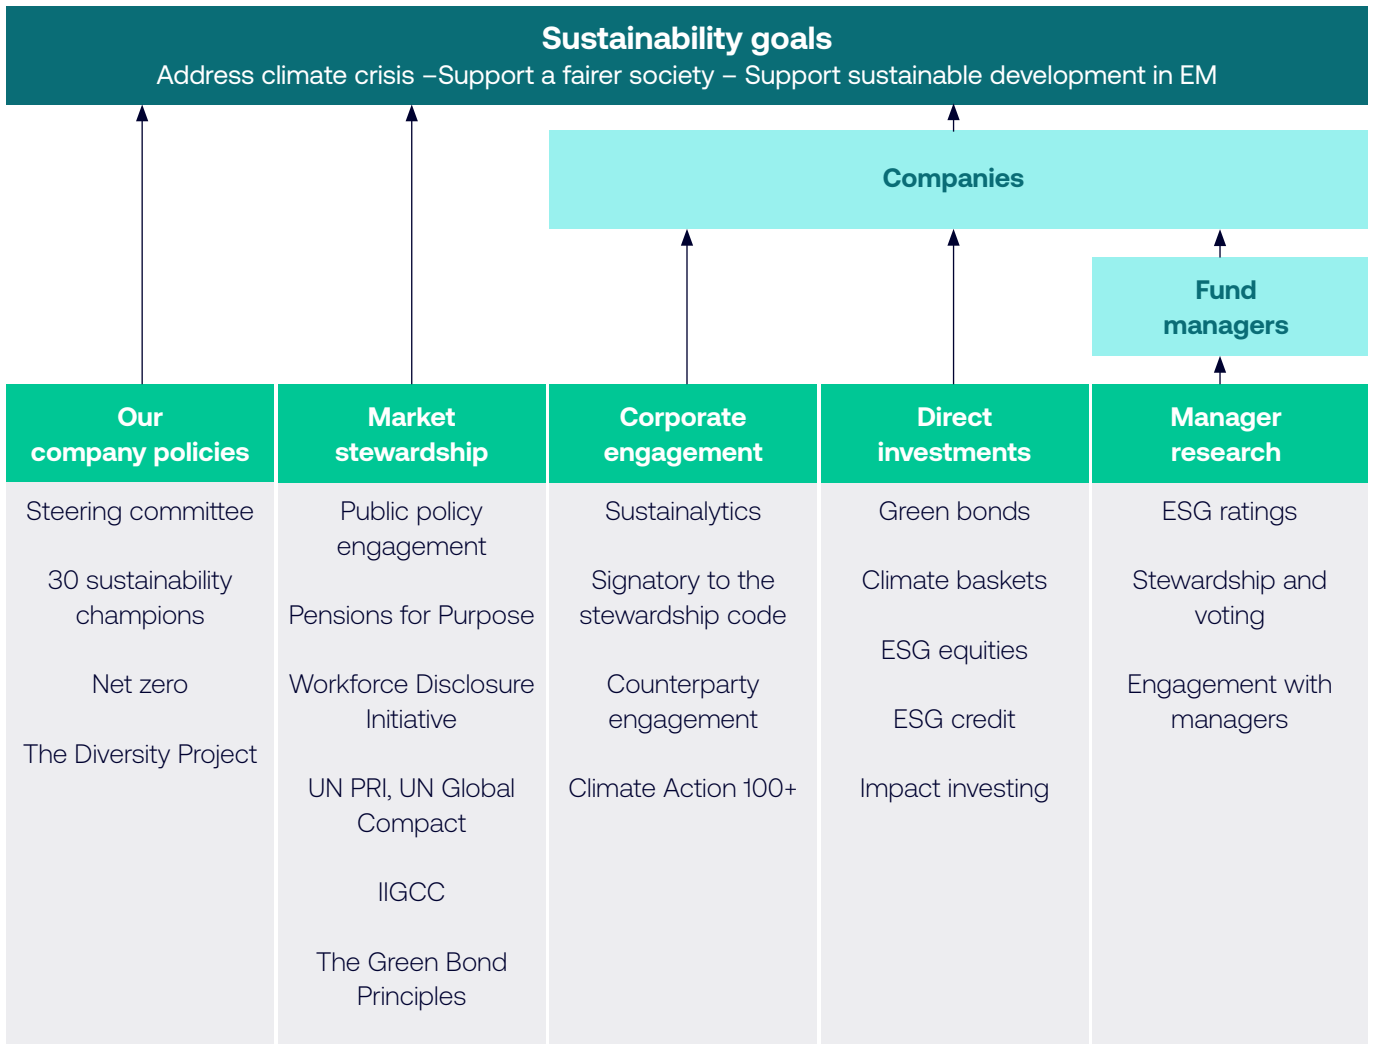 Sustainability goals
Address climate crisis –Support a fairer society – Support sustainable development in EM
Companies
Fund
managers
Our
company policies
Steering committee
30 sustainability
champions
Net zero
The Diversity Project
Market
stewardship
Public policy
engagement
Pensions for Purpose
Workforce Disclosure
Initiative
UN PRI, UN Global
Compact
IIGCC
The Green Bond
Principles
Corporate
engagement
Sustainalytics
Signatory to the
stewardship code
Counterparty
engagement
Climate Action 100+
Direct
investments
Green bonds
Climate baskets
ESG equities
ESG credit
Impact investing
Manager
research
ESG ratings
Stewardship and
voting
Engagement with
managers